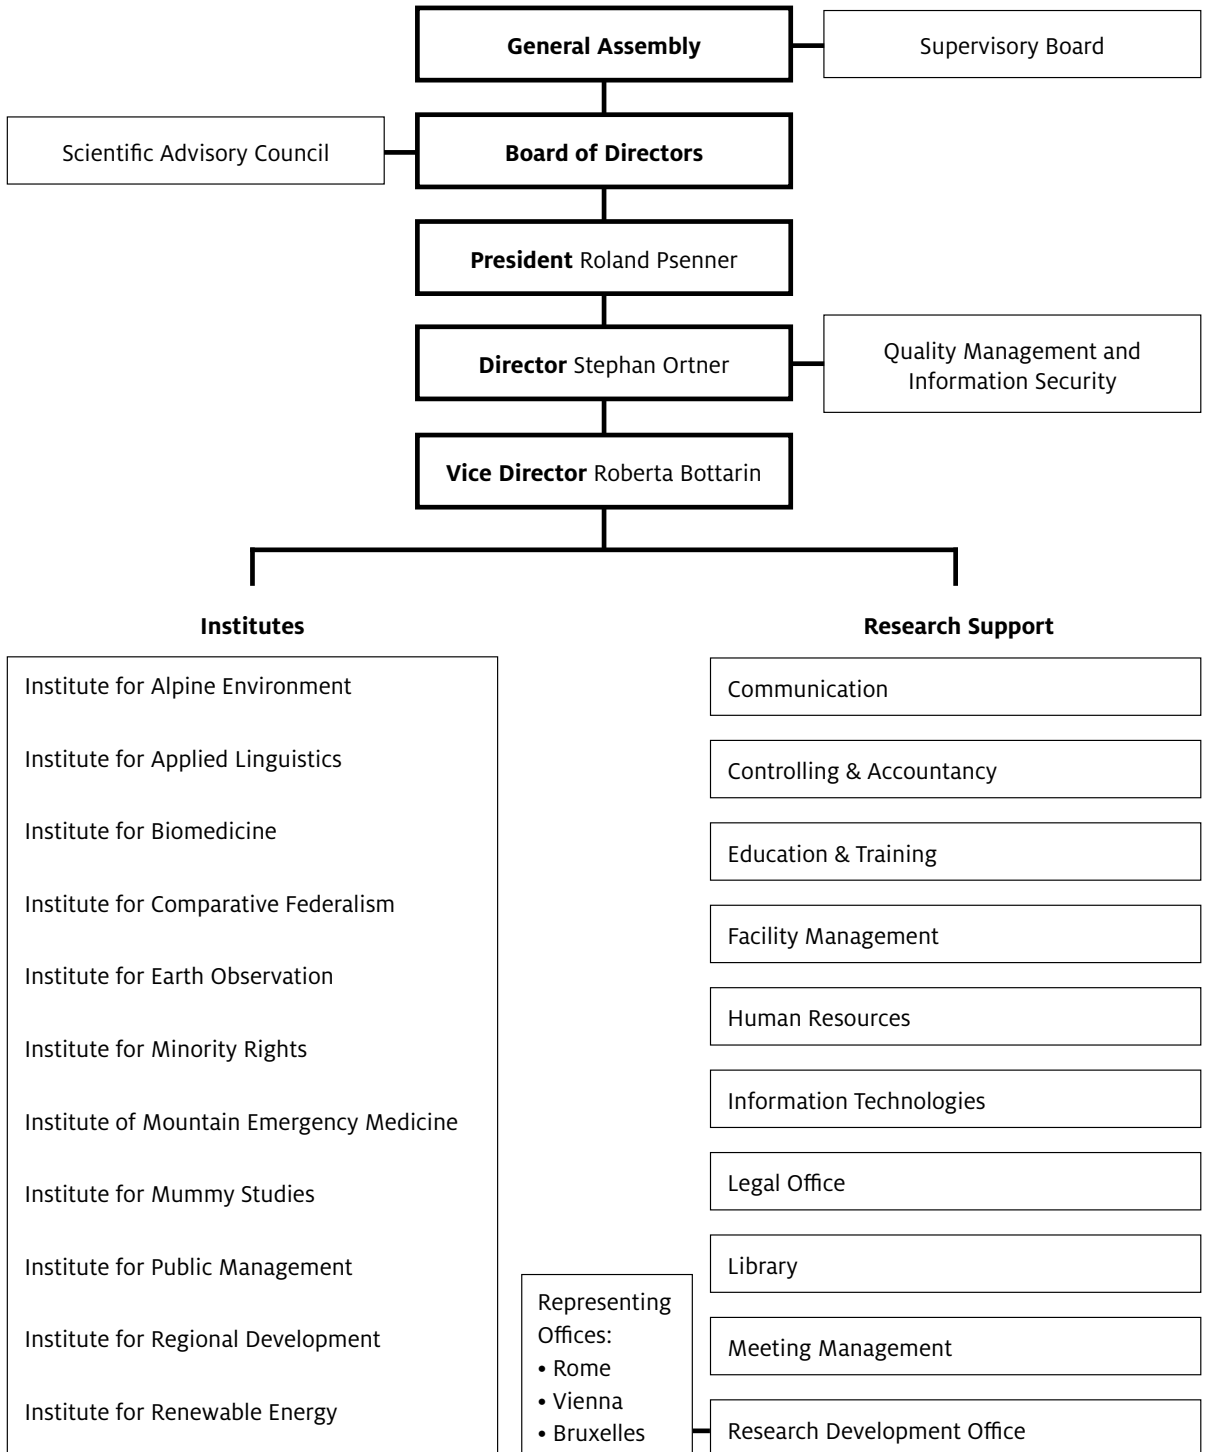 General Assembly
Supervisory Board
Scientific Advisory Council
Board of Directors
President Roland Psenner
Director Stephan Ortner
Quality Management and
Information Security
Vice Director Roberta Bottarin
Institutes
Institute for Alpine Environment
Institute for Applied Linguistics
Institute for Biomedicine
Institute for Comparative Federalism
Institute for Earth Observation
Institute for Minority Rights
Institute of Mountain Emergency Medicine
Institute for Mummy Studies
Institute for Public Management
Institute for Regional Development
Institute for Renewable Energy
Representing
Offices:
• Rome
• Vienna
• Bruxelles
Research Support
Communication
Controlling & Accountancy
Education & Training
Facility Management
Human Resources
Information Technologies
Legal Office
Library
Meeting Management
Research Development Office